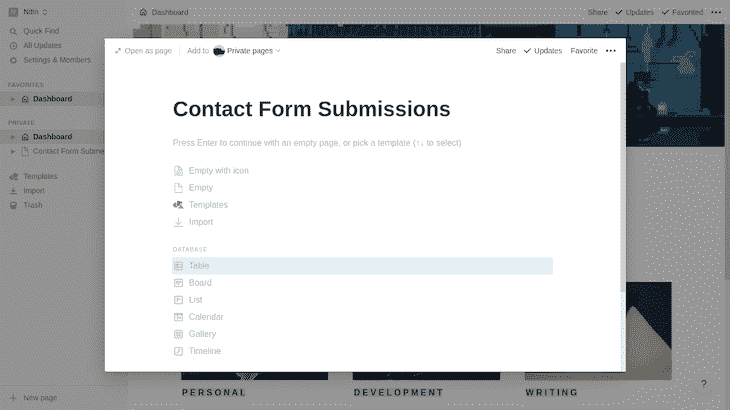 Nitin
Quick Find
All Updates
Settings & Members
FAVORITES
Dashboard
PRIVATE
Dashboard
Contact Form Subme
Templates
Import
Trash
New page
Dashboard
Share Updates Favorited
Open as page Add to Private pages
Share Updates Favorite
Contact Form Submissions
Press Enter to continue with an empty page, or pick a template (↑↓ to select)
Empty with icon
Empty
Templates
Import
DATABASE
Table
Board
List
Calendar
Gallery
Timeline
PERSONAL DEVELOPMENT WRITING
?